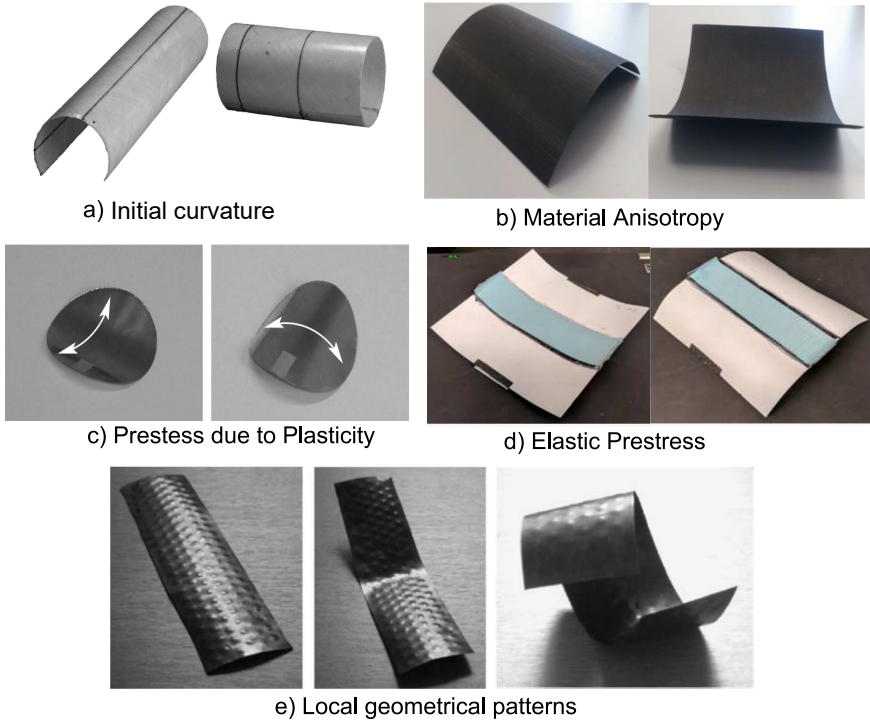 a) Initial curvature
b) Material Anisotropy
c) Prestess due to Plasticity
d) Elastic Prestress
e) Local geometrical patterns